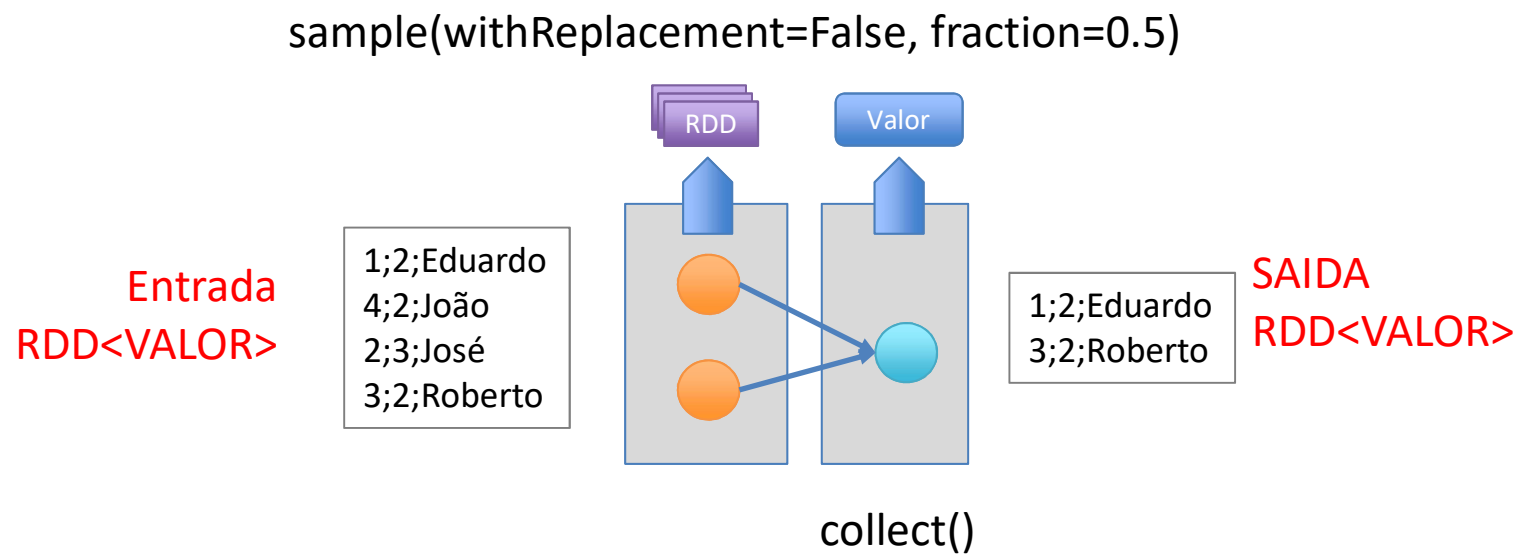 sample(withReplacement=False, fraction=0.5)
RDD
Valor
Entrada
RDD<VALOR>
1;2;Eduardo
4;2;João
2;3;José
3;2;Roberto
1;2;Eduardo
3;2;Roberto
SAIDA
RDD<VALOR>
collect()